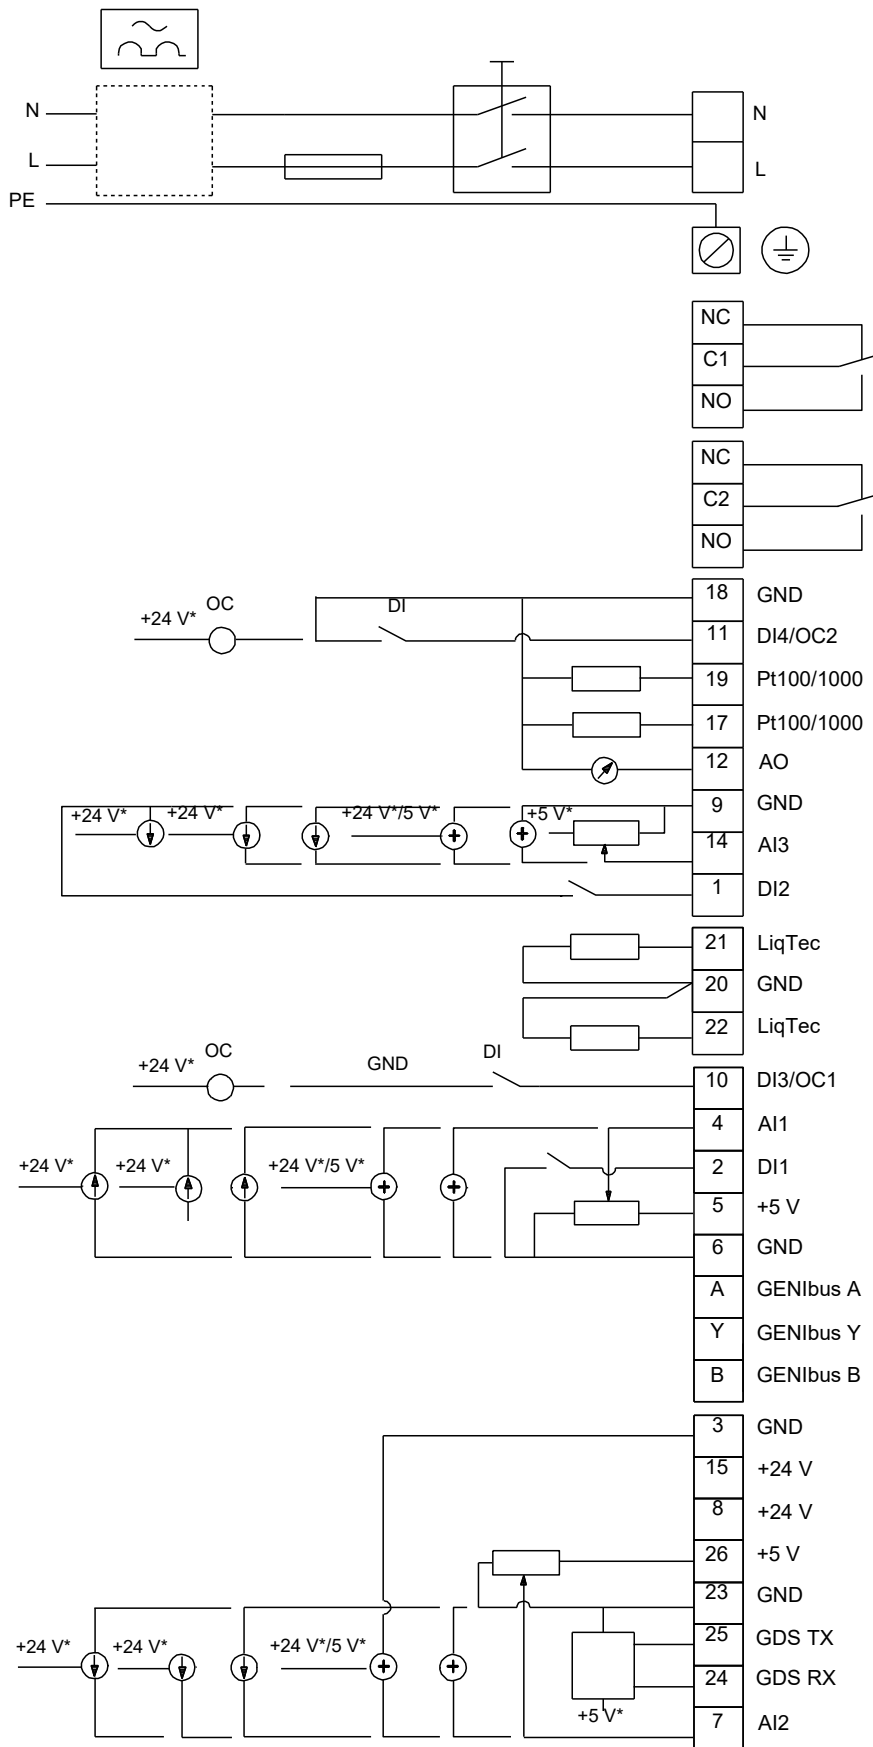 N
N
L
L
PE
NC
C1
NO
NC
C2
NO
18 GND
+24 V* OC DI
11 DI4/OC2
19 Pt100/1000
17 Pt100/1000
12 AO
9 GND
+24 V* +24 V* +24 V*/5 V* +5 V*
14 AI3
1 DI2
21 LiqTec
20 GND
22 LiqTec
+24 V* OC GND DI
10 DI3/OC1
4 AI1
+24 V* +24 V* +24 V*/5 V*
2 DI1
5 +5 V
6 GND
A GENIbus A
Y GENIbus Y
B GENIbus B
3 GND
15 +24 V
8 +24 V
26 +5 V
23 GND
25 GDS TX
+24 V* +24 V* +24 V*/5 V*
24 GDS RX
+5 V*
7 AI2